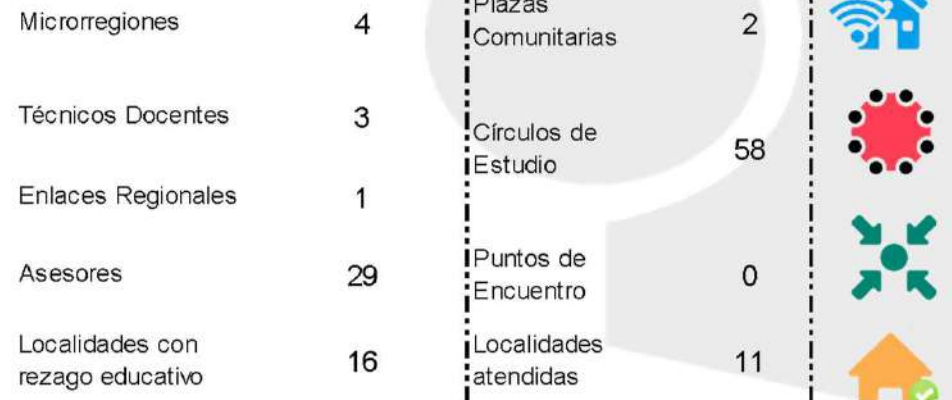 Microrregiones 4
Técnicos Docentes 3
Enlaces Regionales 1
Asesores 29
Localidades con
rezago educativo 16
Plazas
Comunitarias 2
Círculos de
Estudio 58
Puntos de
Encuentro 0
Localidades
atendidas 11